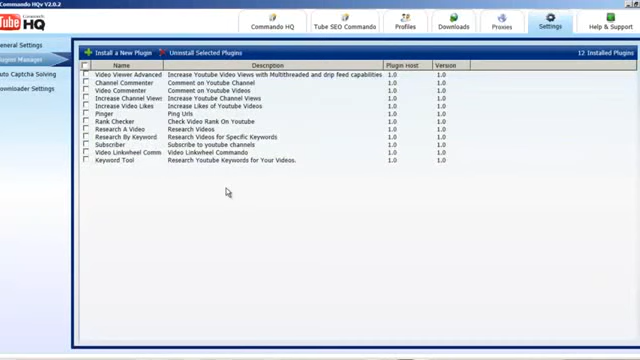 Commando HQv V2.0.2
Tube
HQ
Commando HQ
Tube SEO Commando
Profiles
Downloads
Proxies
Settings
Help & Support
eneral Settings
Plugin Manager
uto Captcha Solving
ownloader Settings
Install a New Plugin
Uninstall Selected Plugins
12 Installed Plugins
Name Description Plugin Host Version
Video Viewer Advanced Increase Youtube Video Views with Multithreaded and drip feed capabilities 1.0 1.0
Channel Commenter Comment on Youtube Channel 1.0 1.0
Video Commenter Comment on Youtube Videos 1.0 1.0
Increase Channel Views Increase Youtube Channel Views 1.0 1.0
Increase Video Likes Increase Likes of Youtube Videos 1.0 1.0
Pinger Ping Urls 1.0 1.0
Rank Checker Check Video Rank On Youtube 1.0 1.0
Research A Video Research Videos 1.0 1.0
Research By Keyword Research Videos for Specific Keywords 1.0 1.0
Subscriber Subscribe to youtube channels 1.0 1.0
Video Linkwheel Comm Video Linkwheel Commando 1.0 1.0
Keyword Tool Research Youtube Keywords for Your Videos. 1.0 1.0